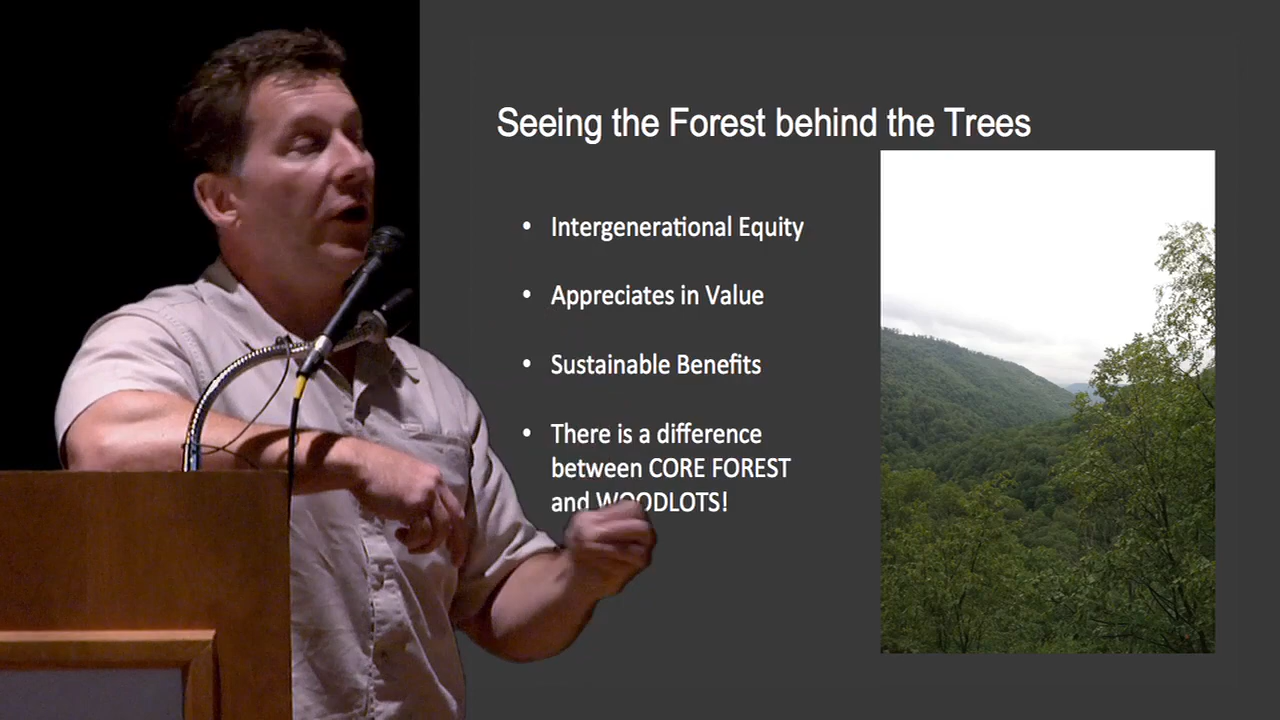 Seeing the Forest behind the Trees
• Intergenerational Equity
• Appreciates in Value
• Sustainable Benefits
• There is a difference
between CORE FOREST
and WOODLOTS!